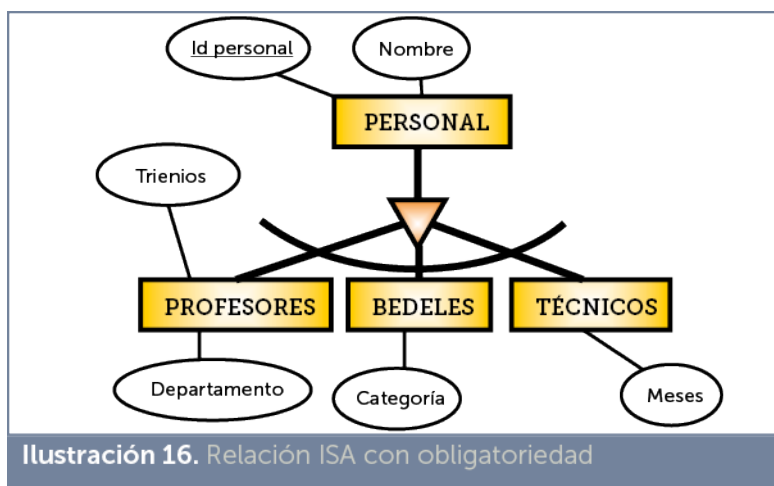 Id personal
Nombre
PERSONAL
Trienios
PROFESORES
BEDELES
TÉCNICOS
Departamento
Categoría
Meses
Ilustración 16. Relación ISA con obligatoriedad